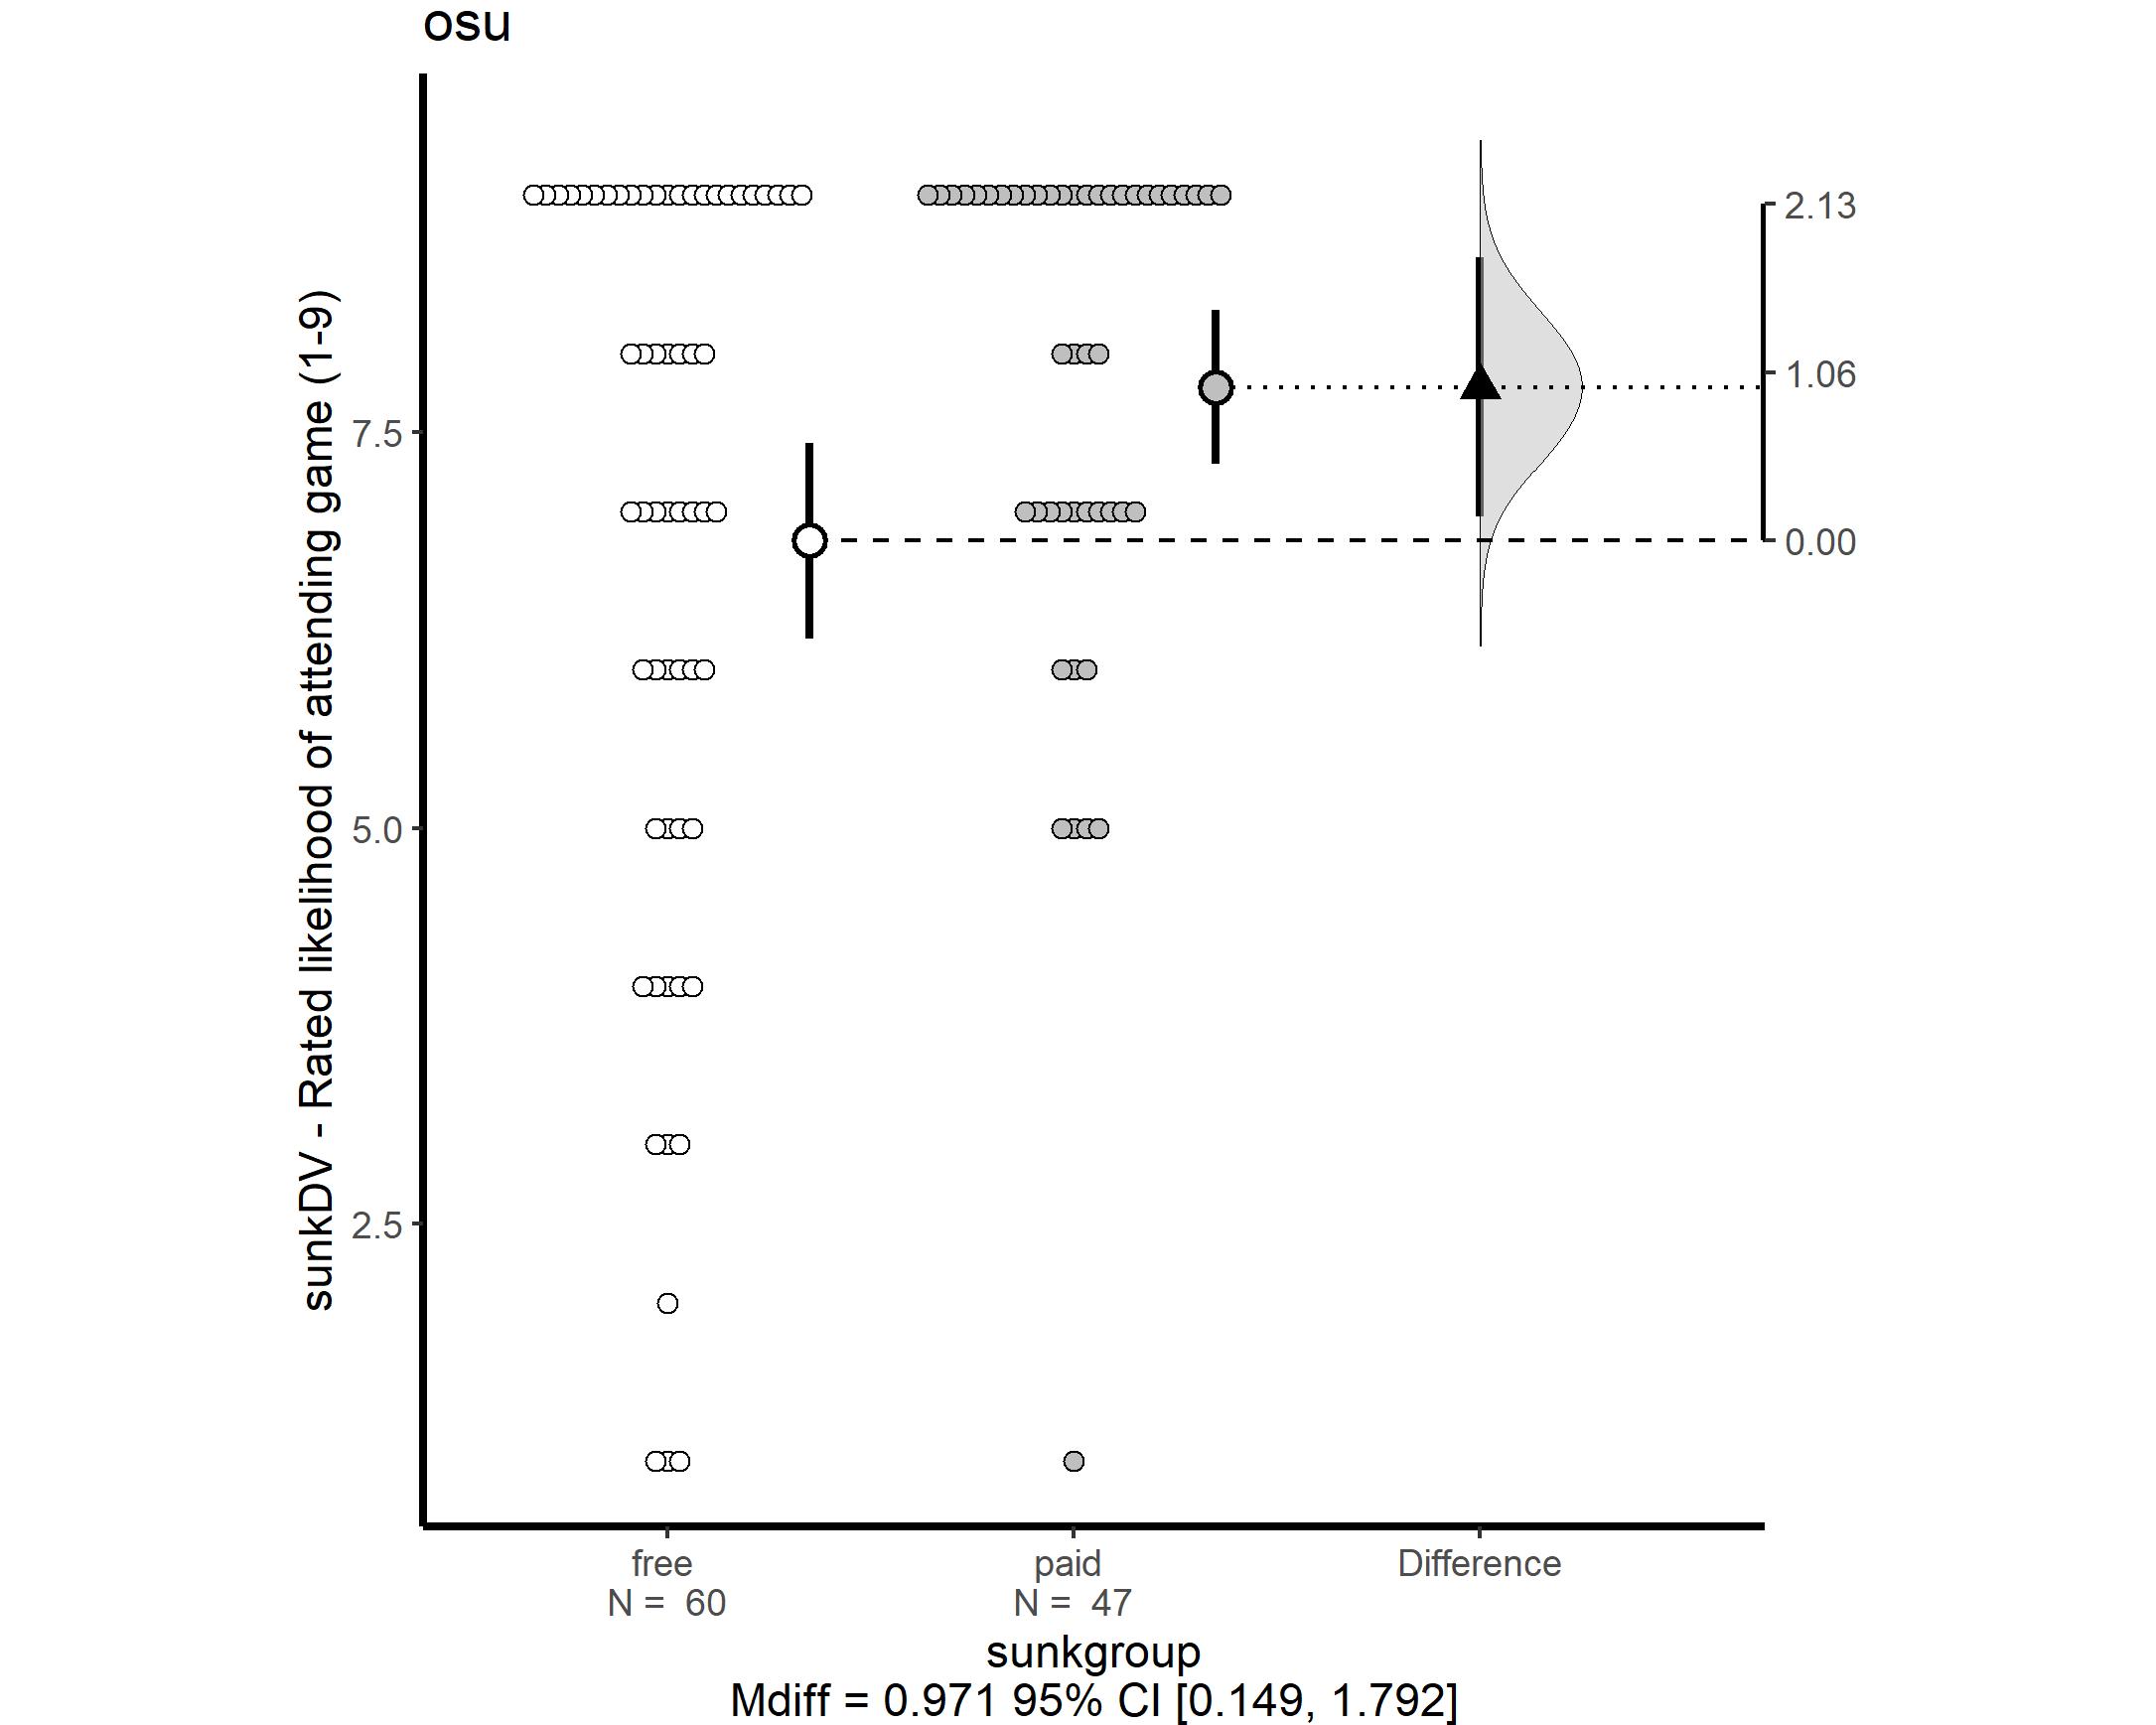 osu
sunkDV - Rated likelihood of attending game (1-9)
7.5
5.0
2.5
2.13
1.06
0.00
free
N =  60
paid
N =  47
Difference
sunkgroup
Mdiff = 0.971 95% CI [0.149, 1.792]